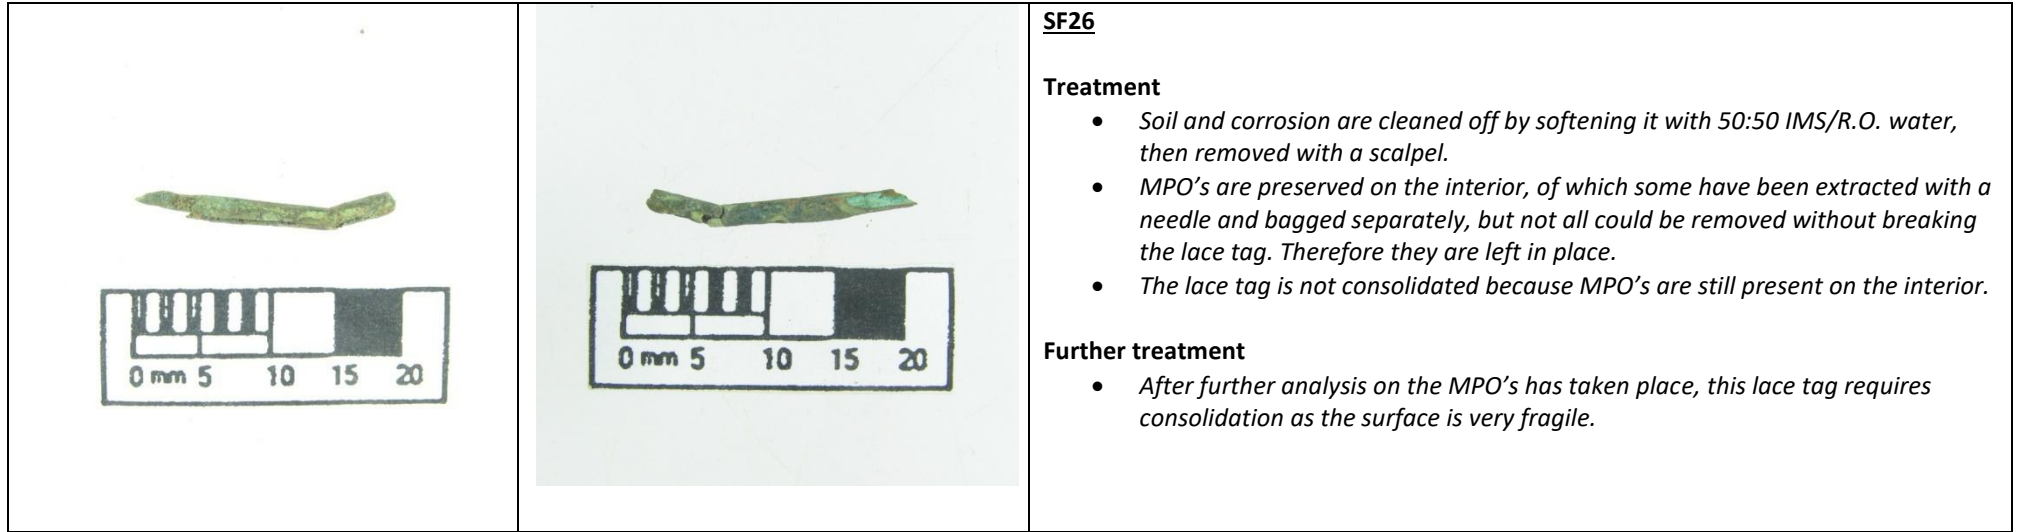 0 mm 5 10 15 20
0 mm 5 10 15 20
SF26
Treatment
• Soil and corrosion are cleaned off by softening it with 50:50 IMS/R.O. water,
then removed with a scalpel.
• MPO’s are preserved on the interior, of which some have been extracted with a
needle and bagged separately, but not all could be removed without breaking
the lace tag. Therefore they are left in place.
• The lace tag is not consolidated because MPO’s are still present on the interior.
Further treatment
• After further analysis on the MPO’s has taken place, this lace tag requires
consolidation as the surface is very fragile.